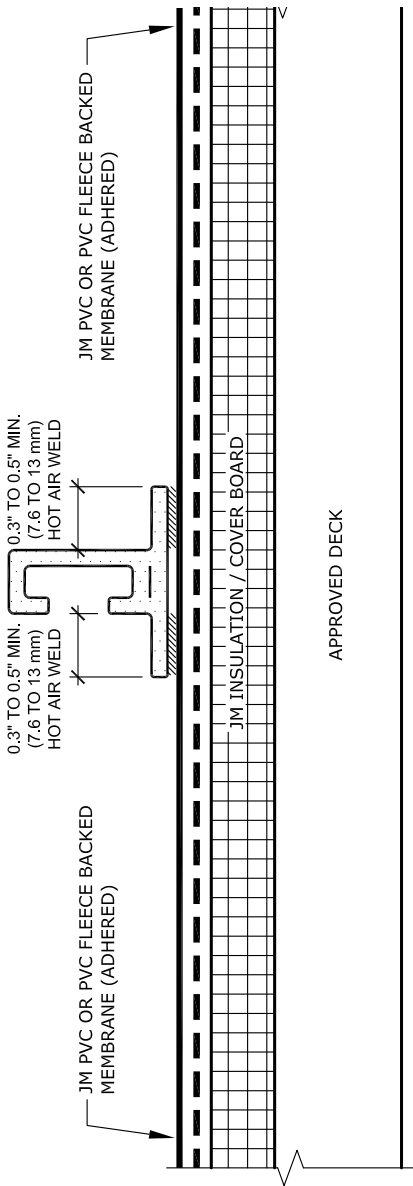 JM PVC OR PVC FLEECE BACKED
MEMBRANE (ADHERED)
0.3" TO 0.5" MIN.
(7.6 TO 13 mm)
HOT AIR WELD
0.3" TO 0.5" MIN.
(7.6 TO 13 mm)
HOT AIR WELD
JM PVC OR PVC FLEECE BACKED
MEMBRANE (ADHERED)
JM INSULATION / COVER BOARD
APPROVED DECK